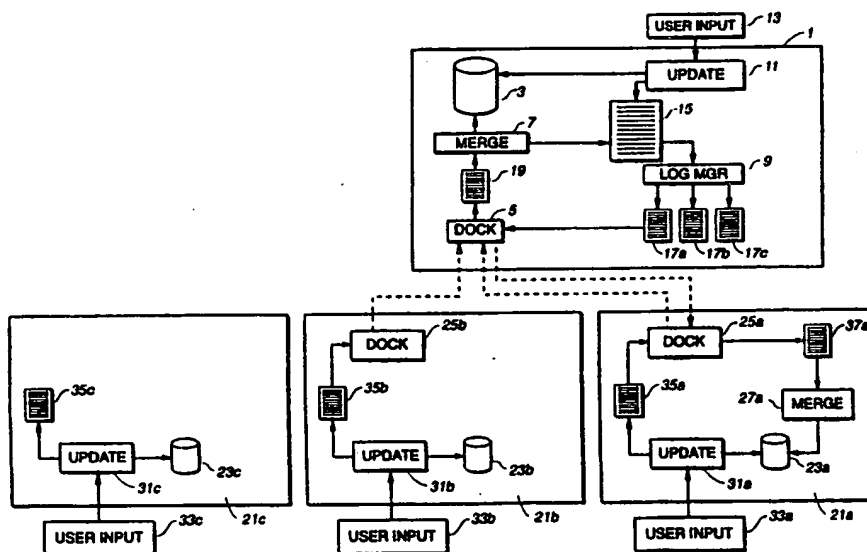 USER INPUT 13
1
UPDATE 11
3
15
7
MERGE
19
LOG MGR 9
5
DOCK
17a 17b 17c
25b
DOCK
25a
DOCK
37a
35c
35b
35a
27a
MERGE
UPDATE
31c
23c
21c
UPDATE
31b
23b
21b
UPDATE
31a
23a
21a
USER INPUT 33c
USER INPUT 33b
USER INPUT 33a